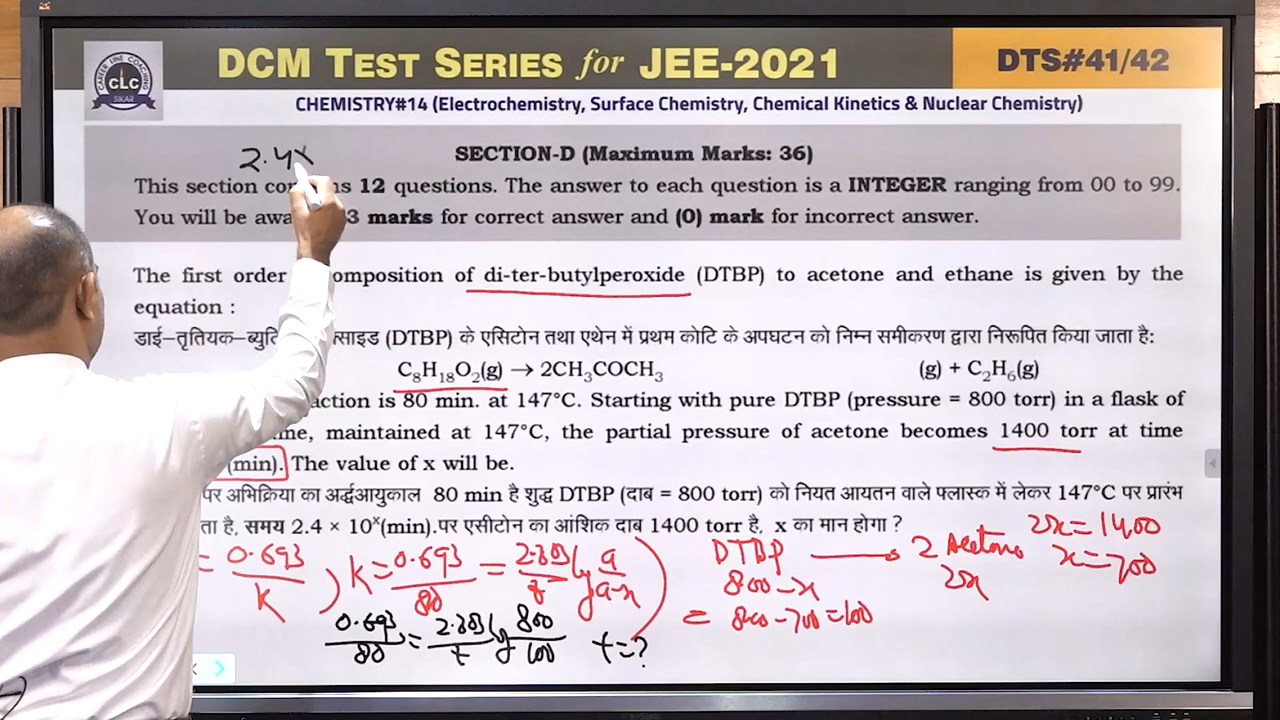 DCM TEST SERIES for JEE-2021
DTS#41/42
CAREER LINE COACHING
CLC
SIKAR
CHEMISTRY#14 (Electrochemistry, Surface Chemistry, Chemical Kinetics & Nuclear Chemistry)
2.4x
SECTION-D (Maximum Marks: 36)
This section con ns 12 questions. The answer to each question is a INTEGER ranging from 00 to 99.
You will be awa 3 marks for correct answer and (0) mark for incorrect answer.
The first order composition of di-ter-butylperoxide (DTBP) to acetone and ethane is given by the
equation :
डाई–तृतियक–ब्युटि साइड (DTBP) के एसिटोन तथा एथेन में प्रथम कोटि के अपघटन को निम्न समीकरण द्वारा निरूपित किया जाता है:
C₈H₁₈O₂(g) → 2CH₃COCH₃ (g) + C₂H₆(g)
action is 80 min. at 147°C. Starting with pure DTBP (pressure = 800 torr) in a flask of
me, maintained at 147°C, the partial pressure of acetone becomes 1400 torr at time
(min). The value of x will be.
पर अभिक्रिया का अर्द्धआयुकाल 80 min है शुद्ध DTBP (दाब = 800 torr) को नियत आयतन वाले फ्लास्क में लेकर 147°C पर प्रारंभ
ता है, समय 2.4 × 10ˣ(min).पर एसीटोन का आंशिक दाब 1400 torr है, x का मान होगा ?
2x = 1400
x = 700
= 0.693/K ) K = 0.693/80 = 2.303/t log a/a-x )
DTBP → 2 Acetone
800-x 2x
= 800-700 = 100
0.693/80 = 2.303/t log 800/100 t = ?